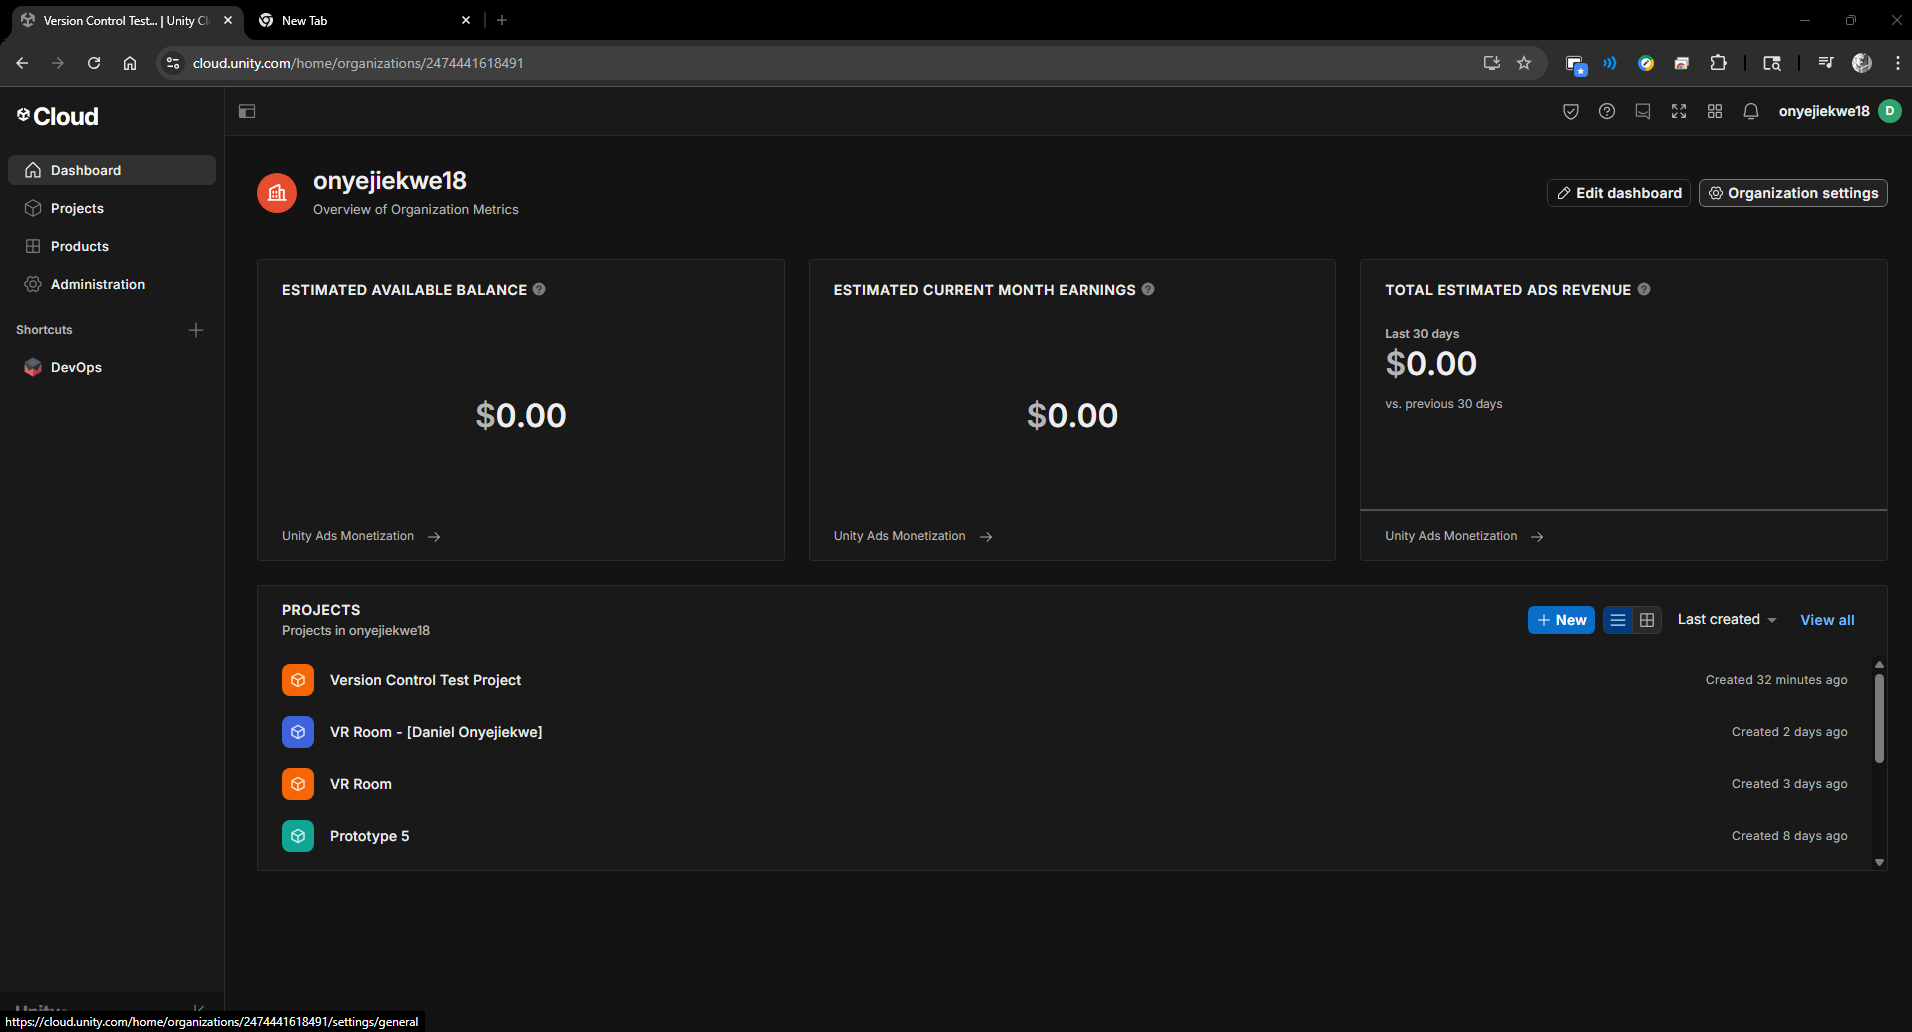 Version Control Test... | Unity Cl
New Tab
cloud.unity.com/home/organizations/2474441618491
Cloud
onyejiekwe18
D
Dashboard
Projects
Products
Administration
Shortcuts
DevOps
onyejiekwe18
Overview of Organization Metrics
Edit dashboard
Organization settings
ESTIMATED AVAILABLE BALANCE
$0.00
Unity Ads Monetization
ESTIMATED CURRENT MONTH EARNINGS
$0.00
Unity Ads Monetization
TOTAL ESTIMATED ADS REVENUE
Last 30 days
$0.00
vs. previous 30 days
Unity Ads Monetization
PROJECTS
Projects in onyejiekwe18
New
Last created
View all
Version Control Test Project
Created 32 minutes ago
VR Room - [Daniel Onyejiekwe]
Created 2 days ago
VR Room
Created 3 days ago
Prototype 5
Created 8 days ago
https://cloud.unity.com/home/organizations/2474441618491/settings/general